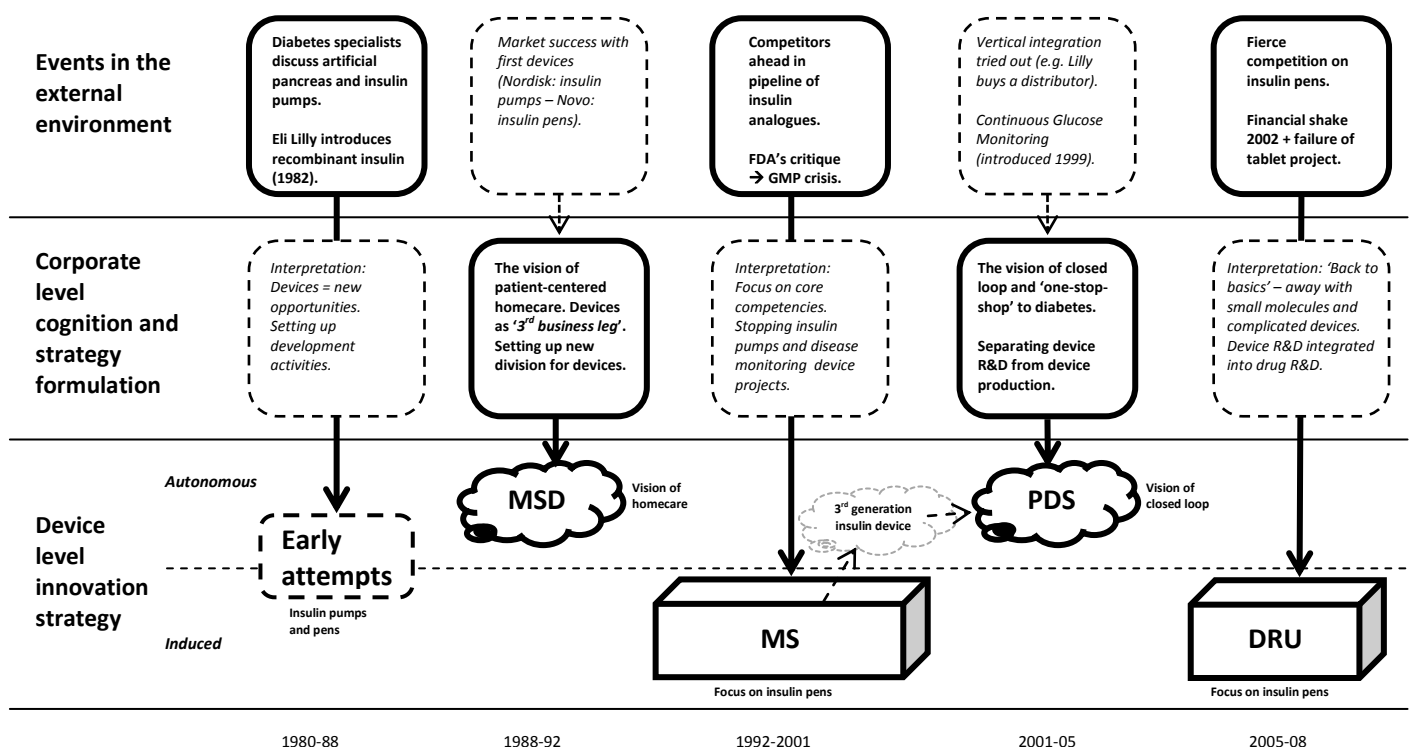 Events in the
external
environment
Diabetes specialists
discuss artificial
pancreas and insulin
pumps.
Eli Lilly introduces
recombinant insulin
(1982).
Market success with
first devices
(Nordisk: insulin
pumps – Novo:
insulin pens).
Competitors
ahead in
pipeline of
insulin
analogues.
FDA's critique
→ GMP crisis.
Vertical integration
tried out (e.g. Lilly
buys a distributor).
Continuous Glucose
Monitoring
(introduced 1999).
Fierce
competition on
insulin pens.
Financial shake
2002 + failure of
tablet project.
Corporate
level
cognition and
strategy
formulation
Interpretation:
Devices = new
opportunities.
Setting up
development
activities.
The vision of
patient-centered
homecare. Devices
as '3rd business leg'.
Setting up new
division for devices.
Interpretation:
Focus on core
competencies.
Stopping insulin
pumps and disease
monitoring device
projects.
The vision of closed
loop and 'one-stop-
shop' to diabetes.
Separating device
R&D from device
production.
Interpretation: 'Back to
basics' – away with
small molecules and
complicated devices.
Device R&D integrated
into drug R&D.
Device
level
innovation
strategy
Autonomous
Induced
Early
attempts
Insulin pumps
and pens
MSD
Vision of
homecare
3rd generation
insulin device
MS
Focus on insulin pens
PDS
Vision of
closed loop
DRU
Focus on insulin pens
1980-88
1988-92
1992-2001
2001-05
2005-08